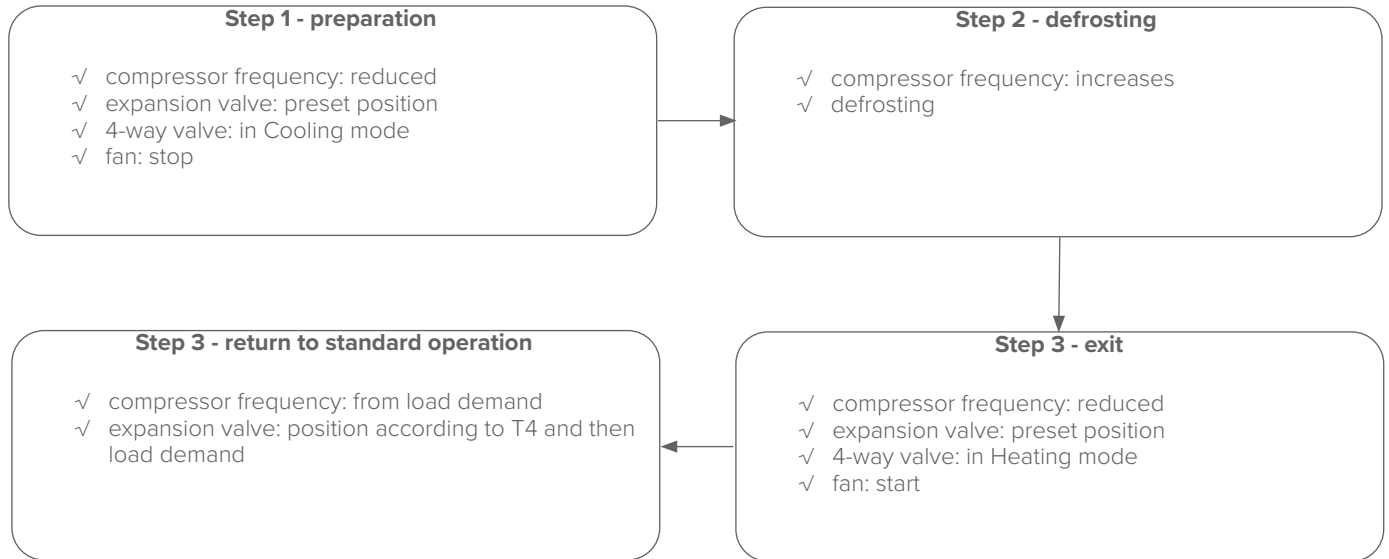 Step 1 - preparation
√ compressor frequency: reduced
√ expansion valve: preset position
√ 4-way valve: in Cooling mode
√ fan: stop
Step 2 - defrosting
√ compressor frequency: increases
√ defrosting
Step 3 - return to standard operation
√ compressor frequency: from load demand
√ expansion valve: position according to T4 and then
load demand
Step 3 - exit
√ compressor frequency: reduced
√ expansion valve: preset position
√ 4-way valve: in Heating mode
√ fan: start